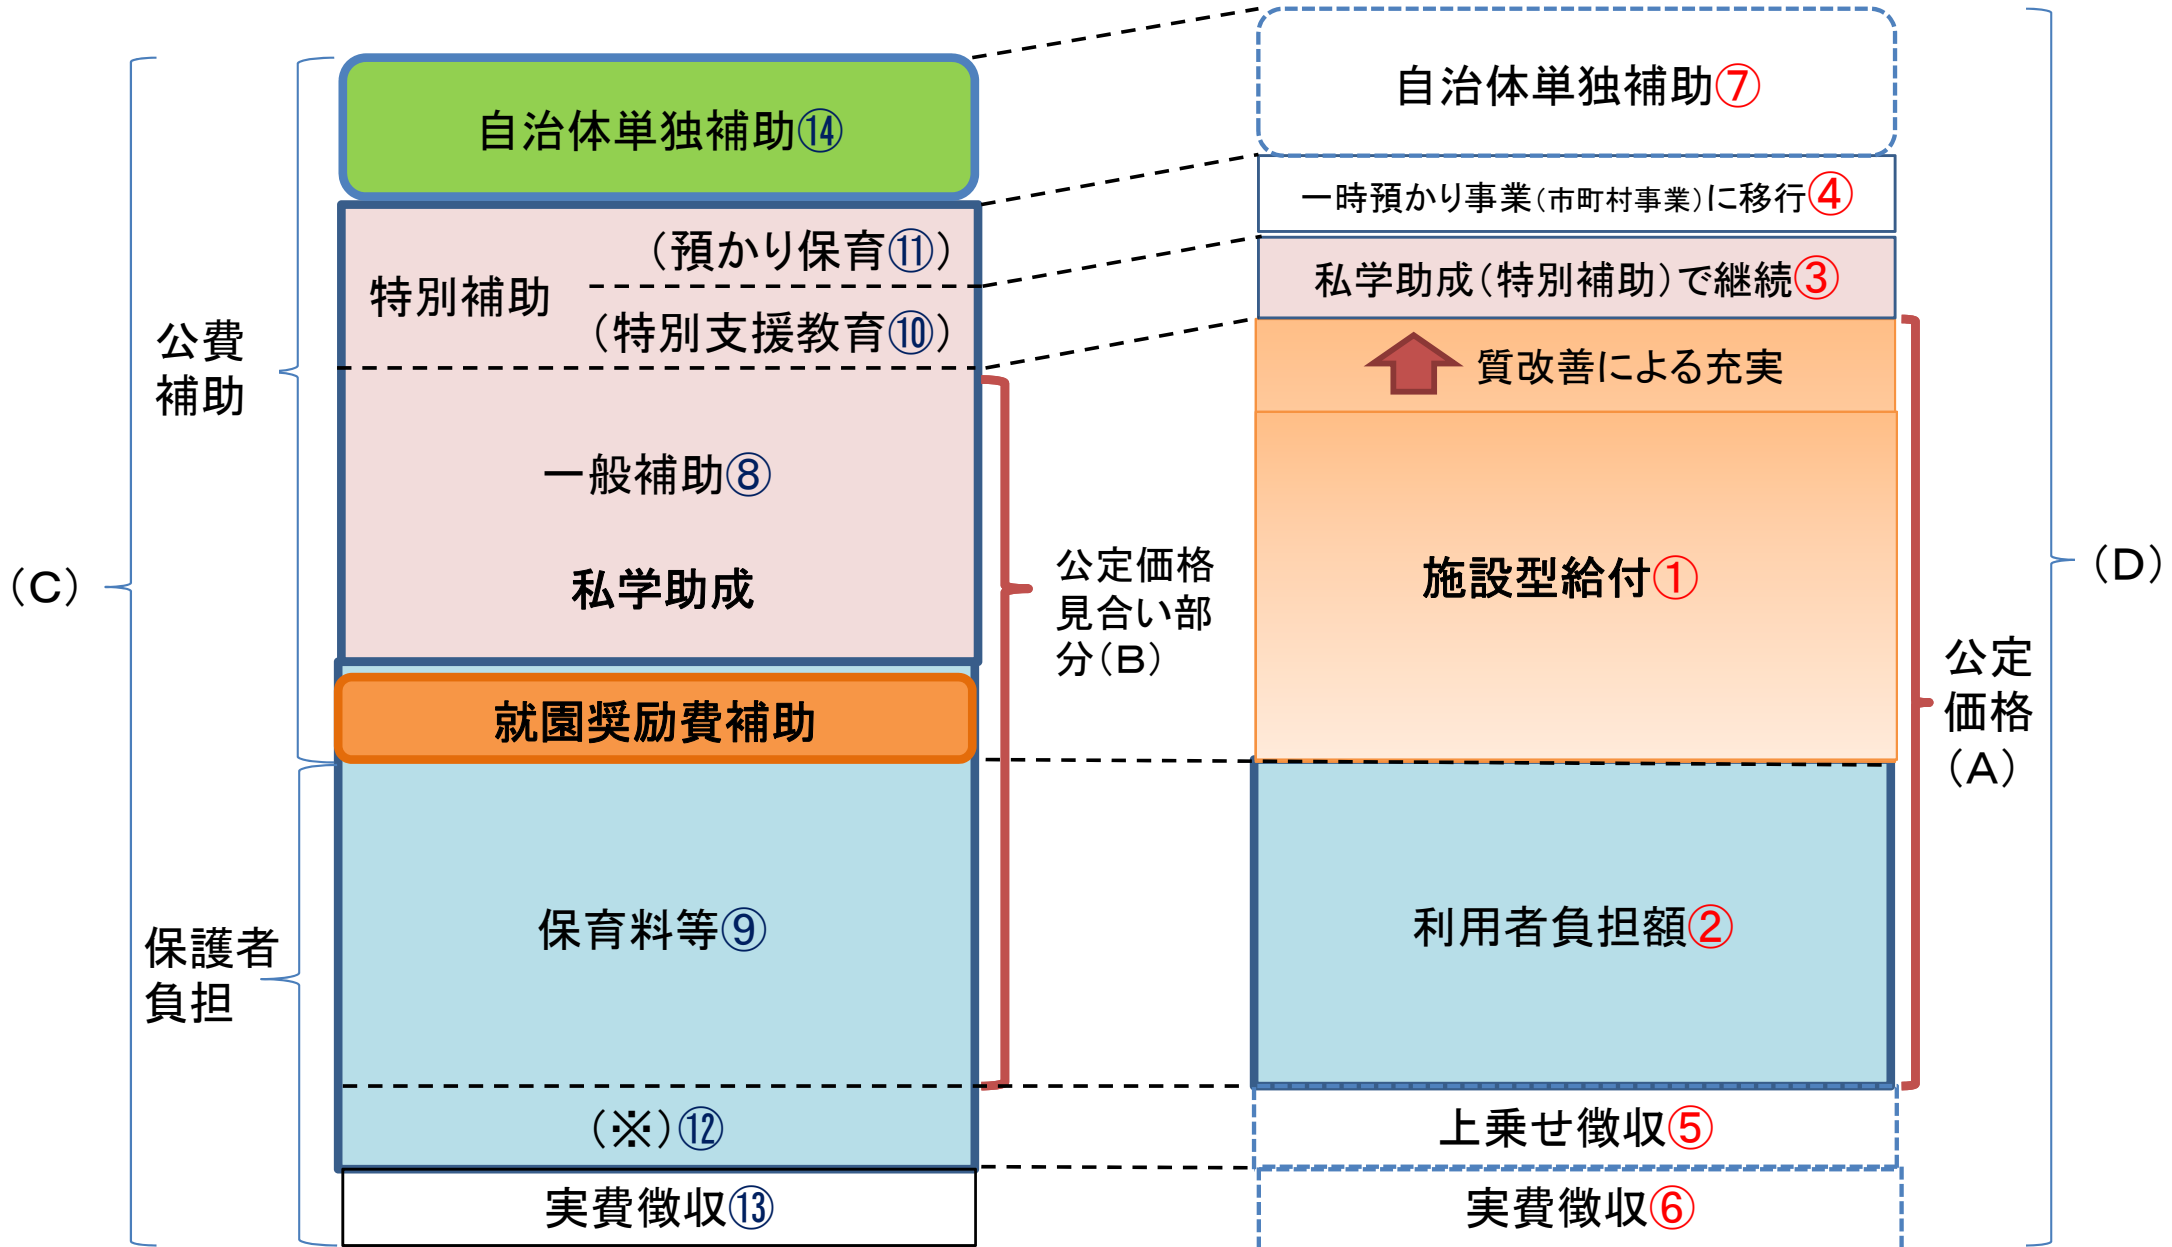 自治体単独補助⑭
特別補助
（預かり保育⑪）
（特別支援教育⑩）
公費
補助
一般補助⑧
私学助成
（C）
就園奨励費補助
公定価格
見合い部
分（B）
保育料等⑨
保護者
負担
（※）⑫
実費徴収⑬
自治体単独補助⑦
一時預かり事業（市町村事業）に移行④
私学助成（特別補助）で継続③
質改善による充実
施設型給付①
（D）
公定
価格
（A）
利用者負担額②
上乗せ徴収⑤
実費徴収⑥